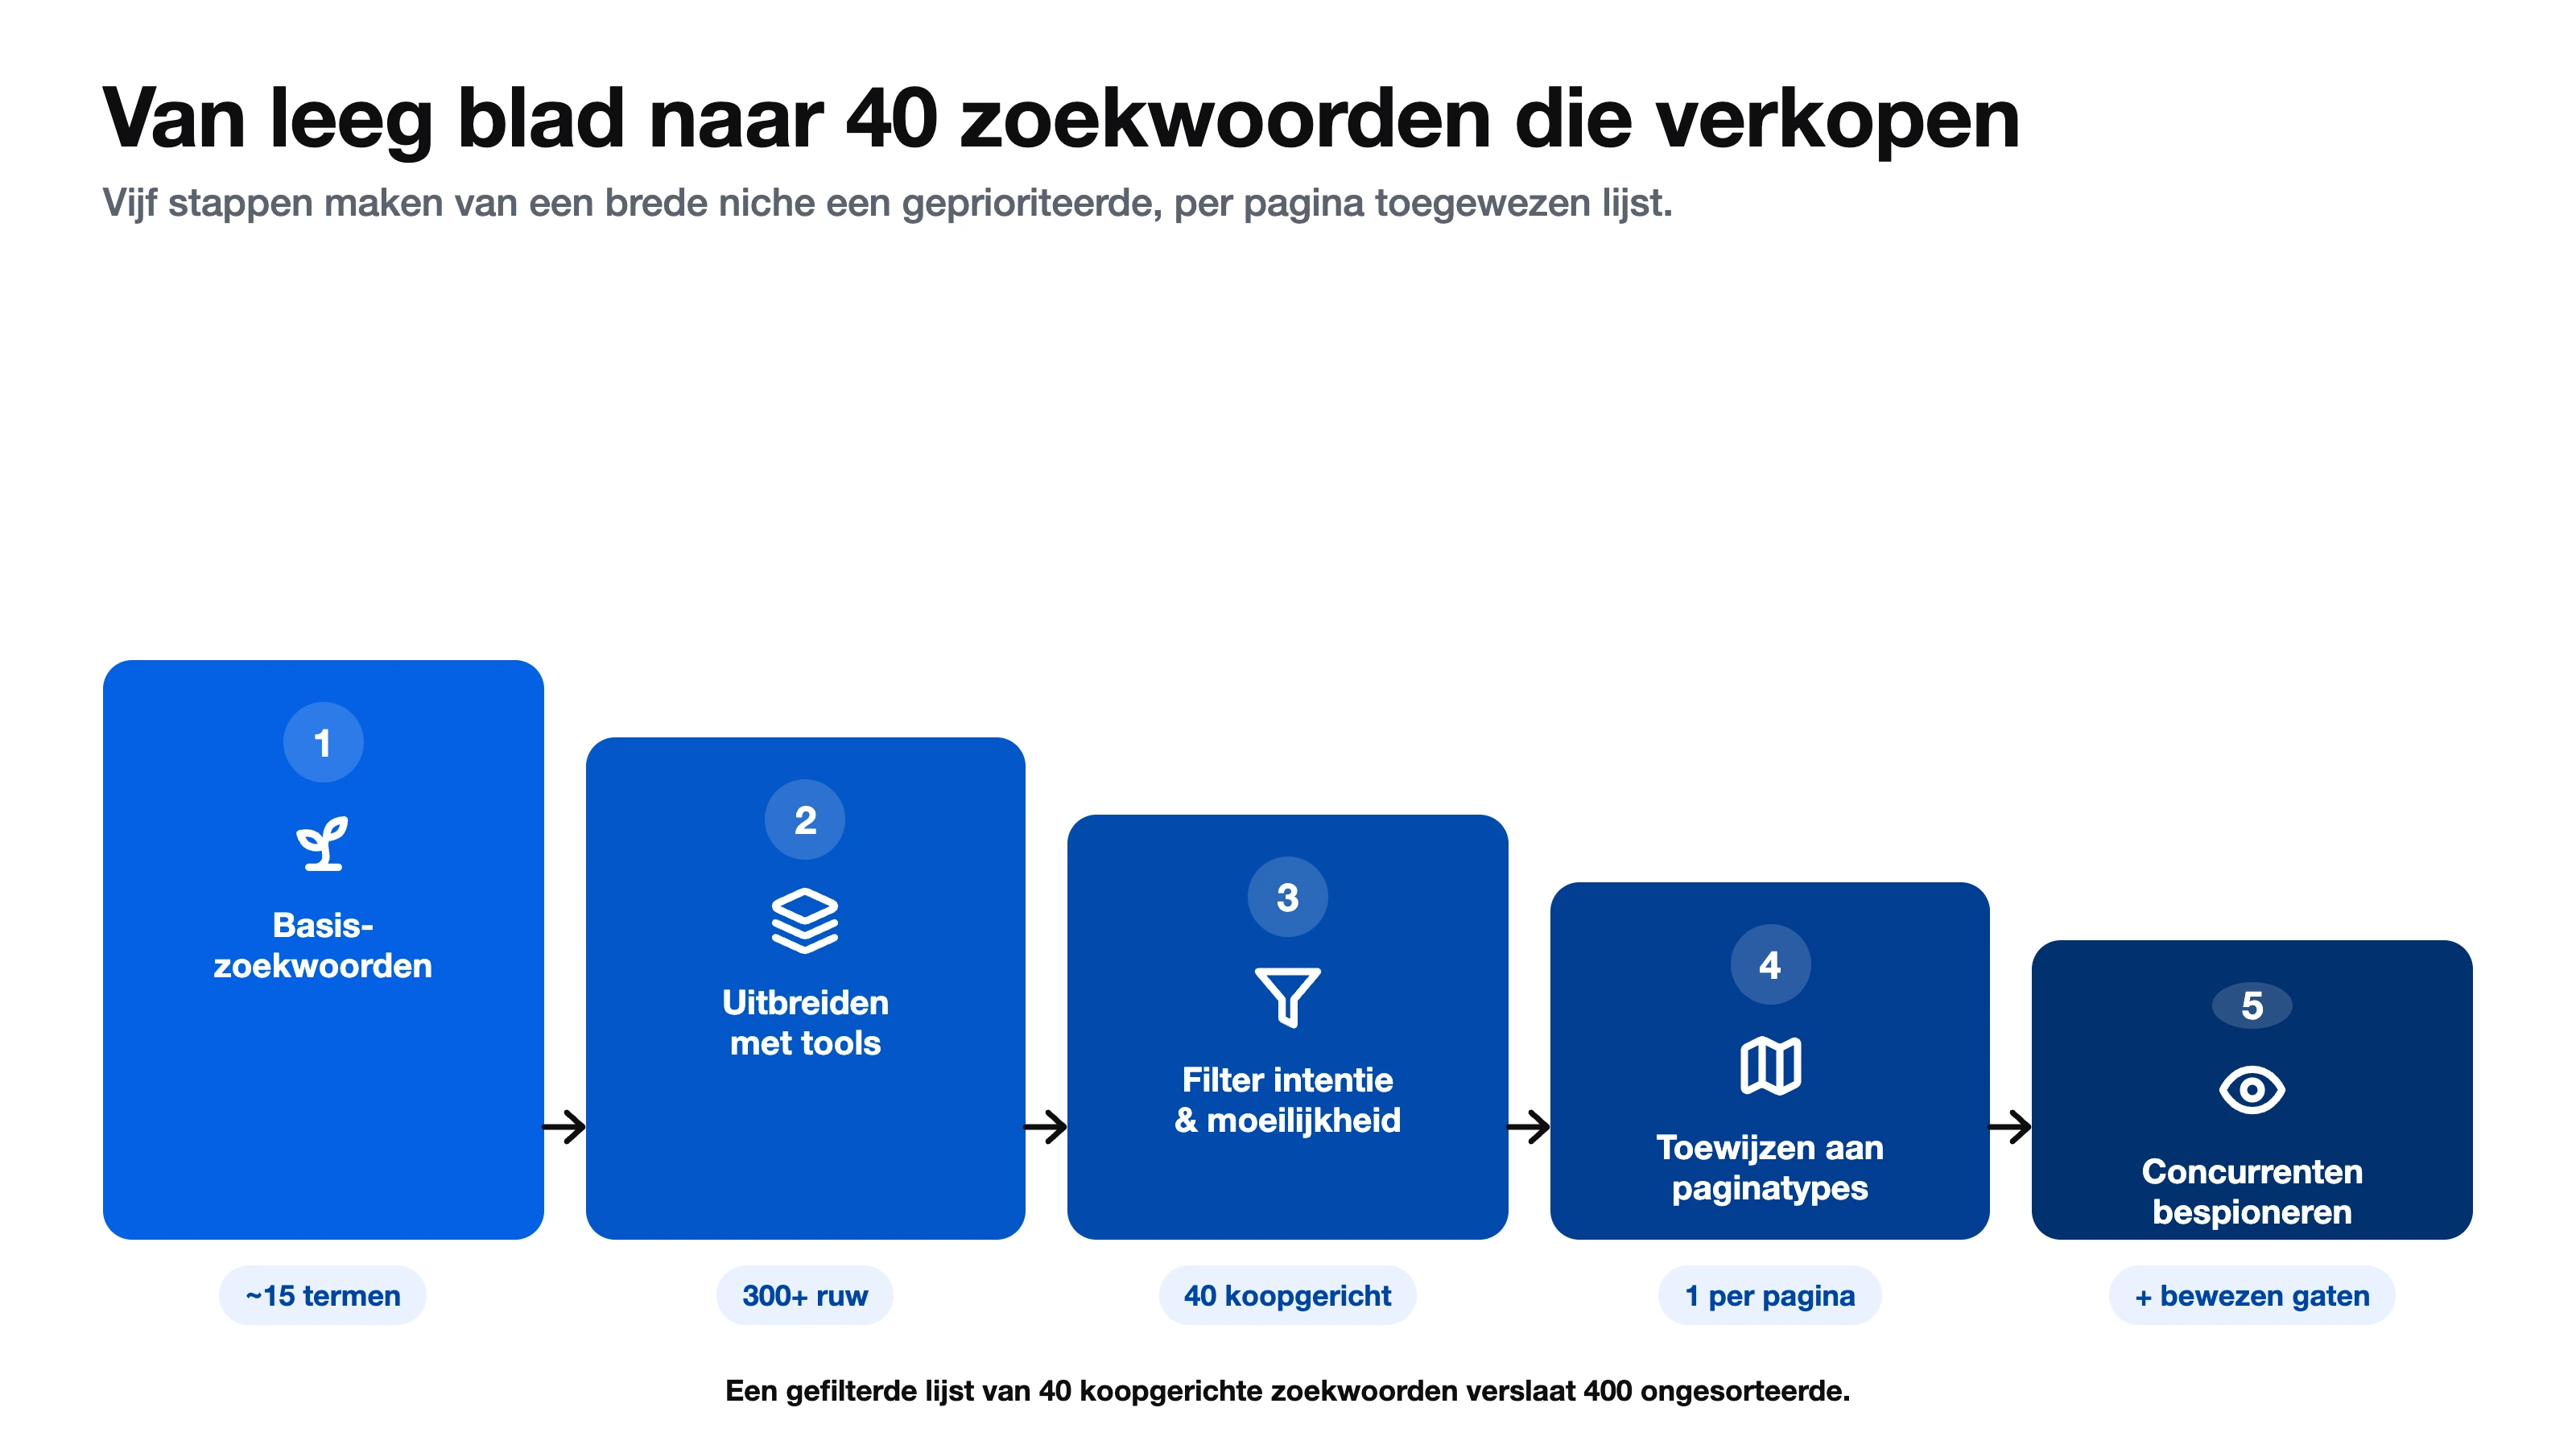 Van leeg blad naar 40 zoekwoorden die verkopen
Vijf stappen maken van een brede niche een geprioriteerde, per pagina toegewezen lijst.
1
Basis-
zoekwoorden
~15 termen
2
Uitbreiden
met tools
300+ ruw
3
Filter intentie
& moeilijkheid
40 koopgericht
4
Toewijzen aan
paginatypes
1 per pagina
5
Concurrenten
bespioneren
+ bewezen gaten
Een gefilterde lijst van 40 koopgerichte zoekwoorden verslaat 400 ongesorteerde.